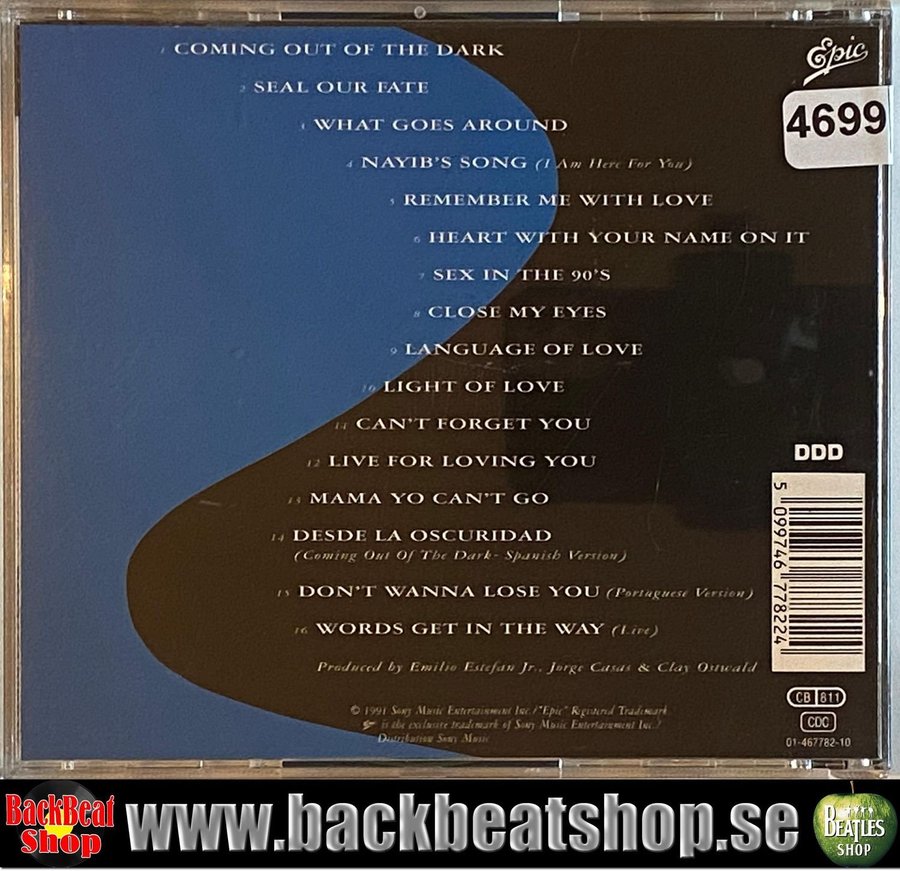 1 COMING OUT OF THE DARK
Epic
2 SEAL OUR FATE
4699
WHAT GOES AROUND
4 NAYIB'S SONG (I Am Here For You)
5 REMEMBER ME WITH LOVE
6 HEART WITH YOUR NAME ON IT
7 SEX IN THE 90'S
8 CLOSE MY EYES
9 LANGUAGE OF LOVE
10 LIGHT OF LOVE
11 CAN'T FORGET YOU
12 LIVE FOR LOVING YOU
13 MAMA YO CAN'T GO
14 DESDE LA OSCURIDAD
(Coming Out Of The Dark- Spanish Version)
15 DON'T WANNA LOSE YOU (Portuguese Version)
16 WORDS GET IN THE WAY (Live)
Produced by Emilio Estefan Jr., Jorge Casas & Clay Ostwald
DDD
5 099746 778224
© 1991 Sony Music Entertainment Inc./"Epic" Registered Trademark
is the exclusive trademark of Sony Music Entertainment Inc./
Distribution Sony Music
CB 811
CDC
01-467782-10
BackBeat
Shop
www.backbeatshop.se
BEATLES
SHOP